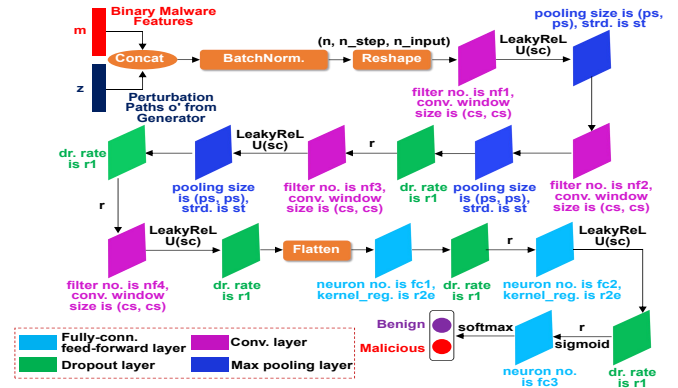 Binary Malware
Features
m
z
Concat
BatchNorm.
(n, n_step, n_input)
Reshape
LeakyReL
U(sc)
pooling size is (ps,
ps), strd. is st
Perturbation
Paths o' from
Generator
filter no. is nf1,
conv. window
size is (cs, cs)
dr. rate
is r1
LeakyReL
U(sc)
r
LeakyReL
U(sc)
pooling size
is (ps, ps),
strd. is st
filter no. is nf3,
conv. window
size is (cs, cs)
dr. rate
is r1
pooling size
is (ps, ps),
strd. is st
filter no. is nf2,
conv. window
size is (cs, cs)
r
LeakyReL
U(sc)
Flatten
r
LeakyReL
U(sc)
filter no. is nf4,
conv. window
size is (cs, cs)
dr. rate
is r1
neuron no. is fc1,
kernel_reg. is r2e
dr. rate
is r1
neuron no. is fc2,
kernel_reg. is r2e
Fully-conn.
feed-forward layer
Conv. layer
Dropout layer
Max pooling layer
Benign
Malicious
softmax
r
sigmoid
neuron no.
is fc3
dr. rate
is r1